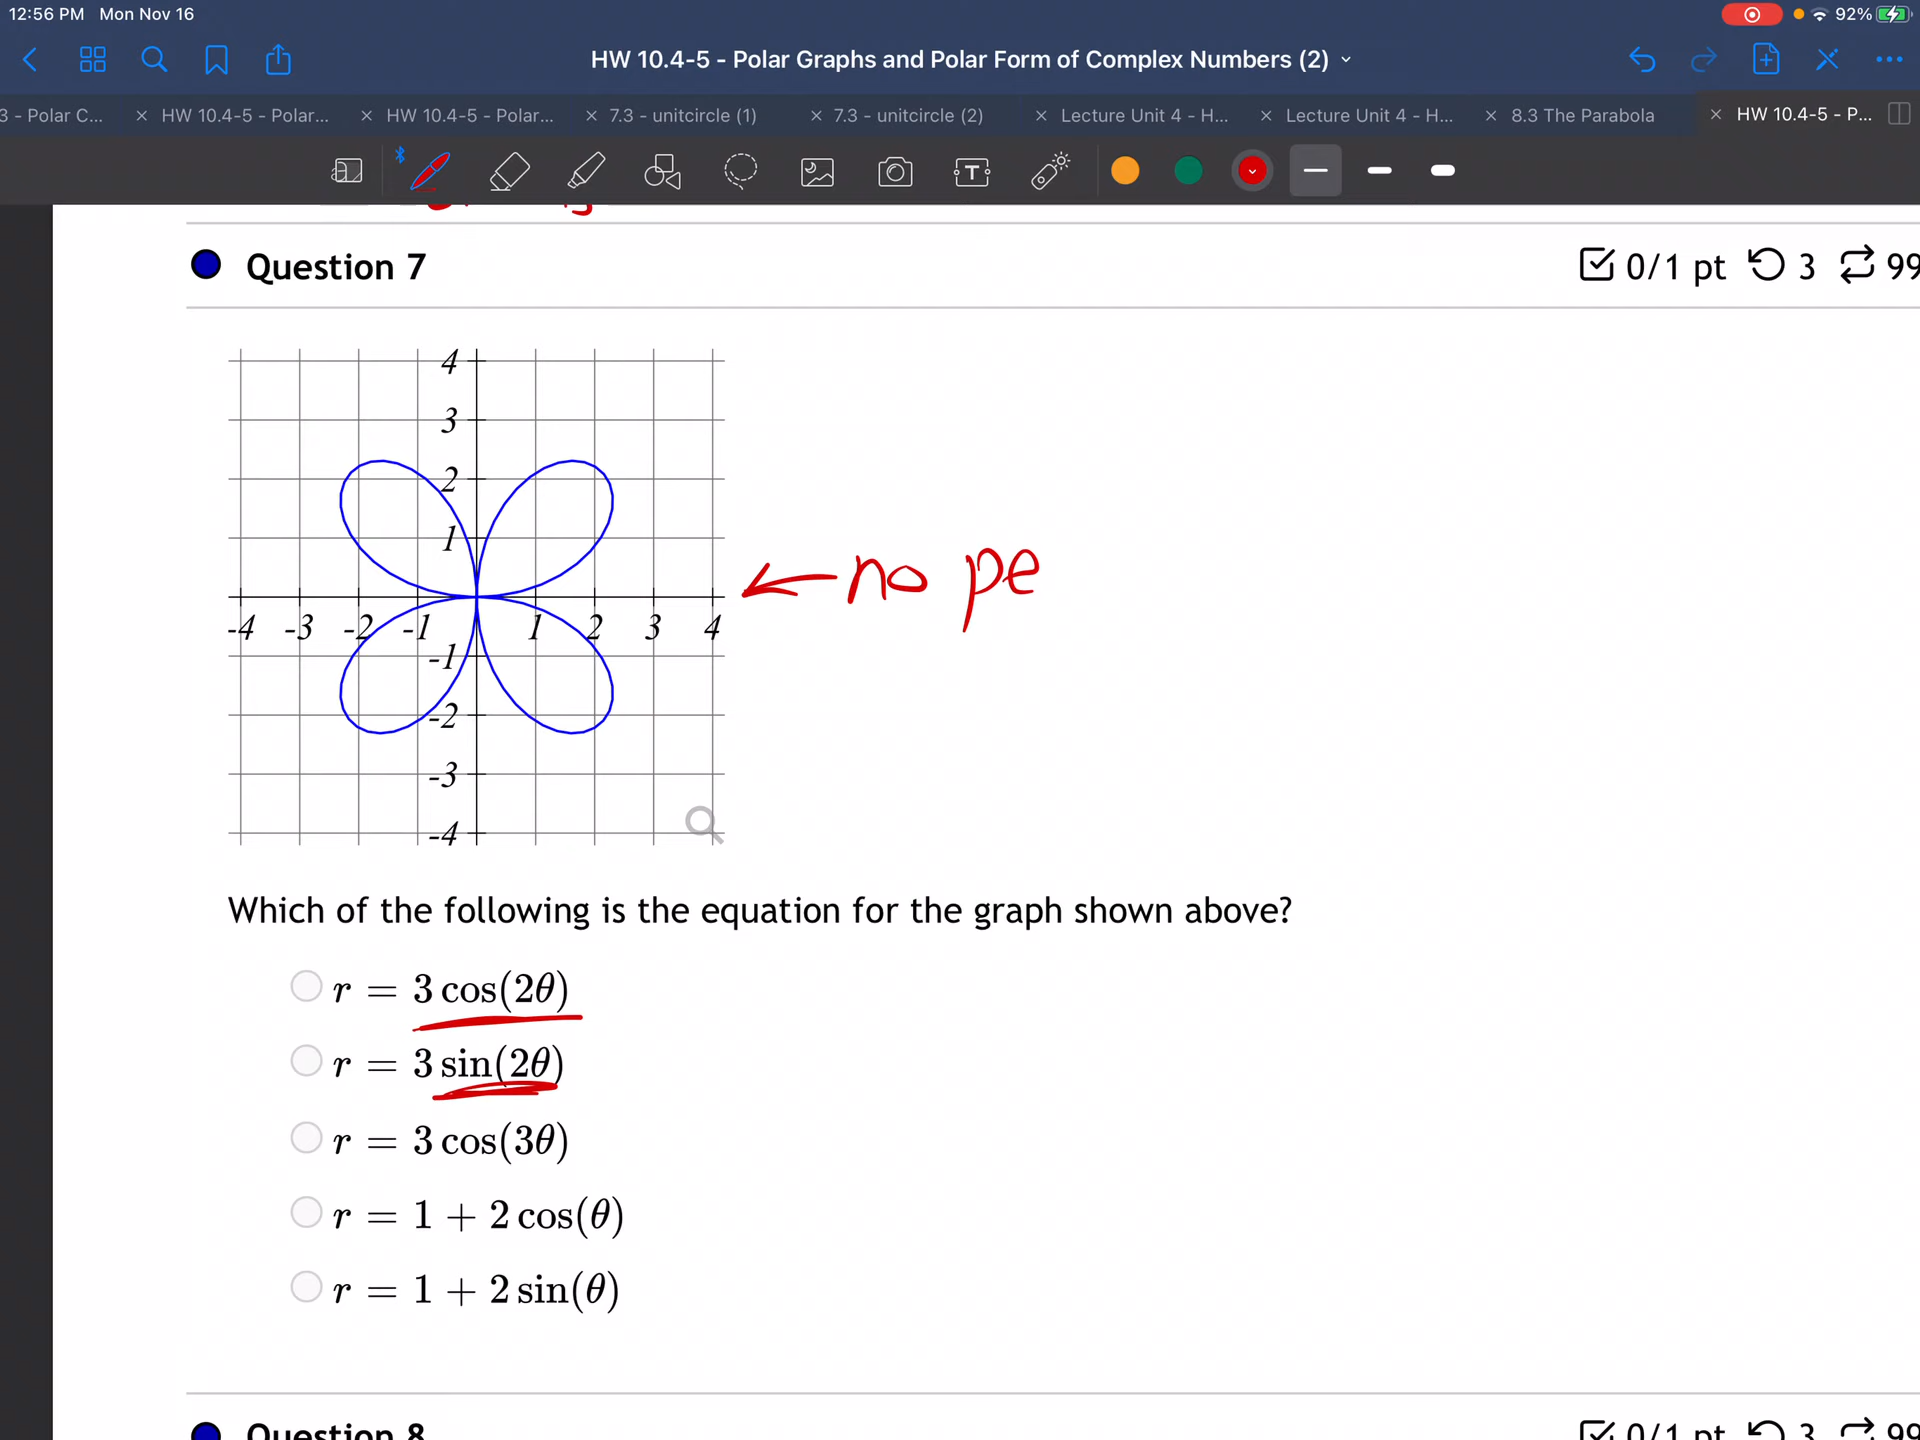 12:56 PM Mon Nov 16
92%
HW 10.4-5 - Polar Graphs and Polar Form of Complex Numbers (2)
3 - Polar C... × HW 10.4-5 - Polar... × HW 10.4-5 - Polar... × 7.3 - unitcircle (1) × 7.3 - unitcircle (2) × Lecture Unit 4 - H... × Lecture Unit 4 - H... × 8.3 The Parabola × HW 10.4-5 - P...
T
Question 7
0/1 pt 3 99
4
3
2
1
-4 -3 -2 -1 1 2 3 4
-1
-2
-3
-4
no pe
Which of the following is the equation for the graph shown above?
r = 3 cos(2θ)
r = 3 sin(2θ)
r = 3 cos(3θ)
r = 1 + 2 cos(θ)
r = 1 + 2 sin(θ)
Question 8
0/1 pt 3 99